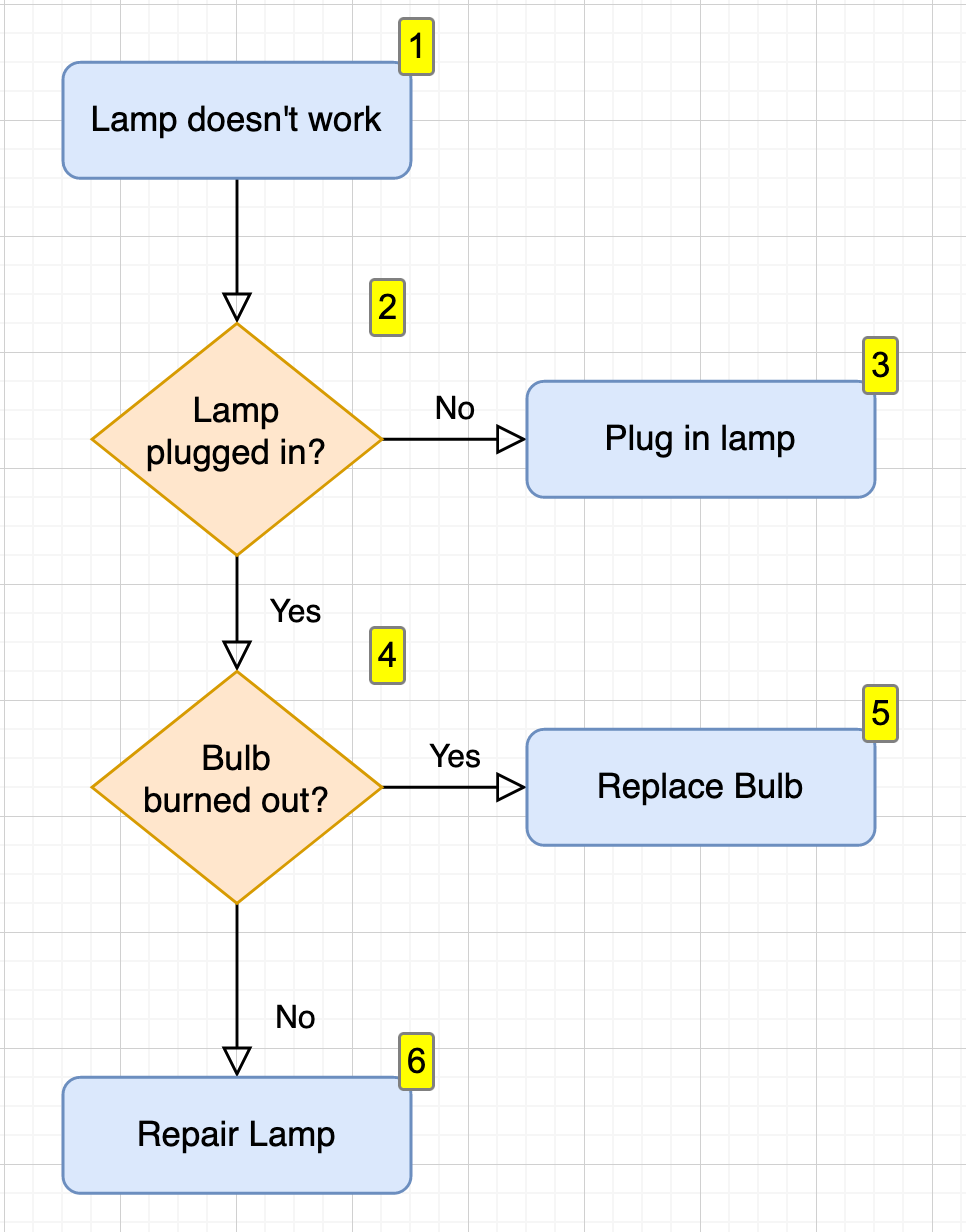 1
Lamp doesn't work
2
Lamp
plugged in?
No
3
Plug in lamp
Yes
4
Bulb
burned out?
Yes
5
Replace Bulb
No
6
Repair Lamp